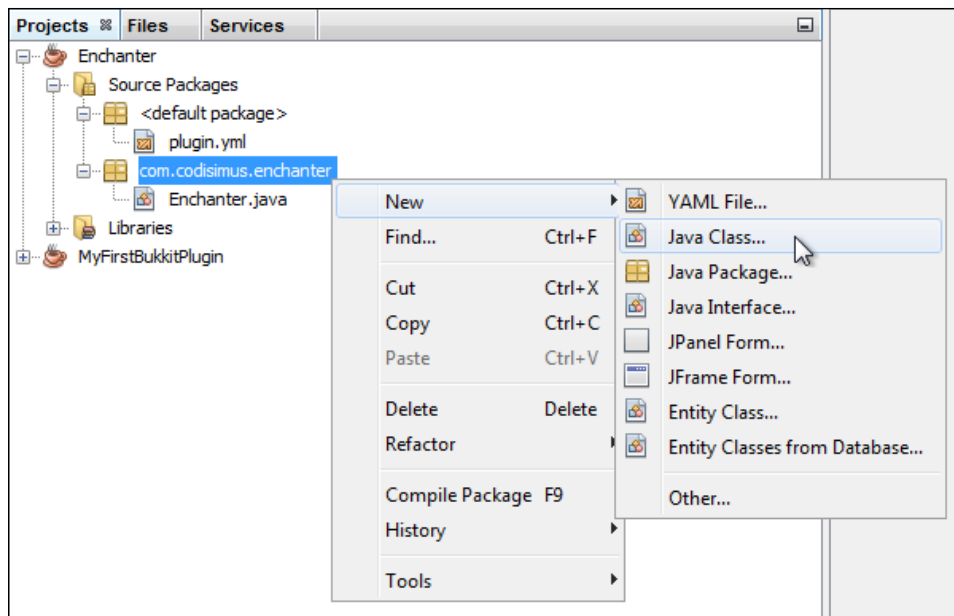 Projects Files Services
Enchanter
Source Packages
<default package>
plugin.yml
com.codisimus.enchanter
Enchanter.java
Libraries
MyFirstBukkitPlugin
New
Find... Ctrl+F
Cut Ctrl+X
Copy Ctrl+C
Paste Ctrl+V
Delete Delete
Refactor
Compile Package F9
History
Tools
YAML File...
Java Class...
Java Package...
Java Interface...
JPanel Form...
JFrame Form...
Entity Class...
Entity Classes from Database...
Other...